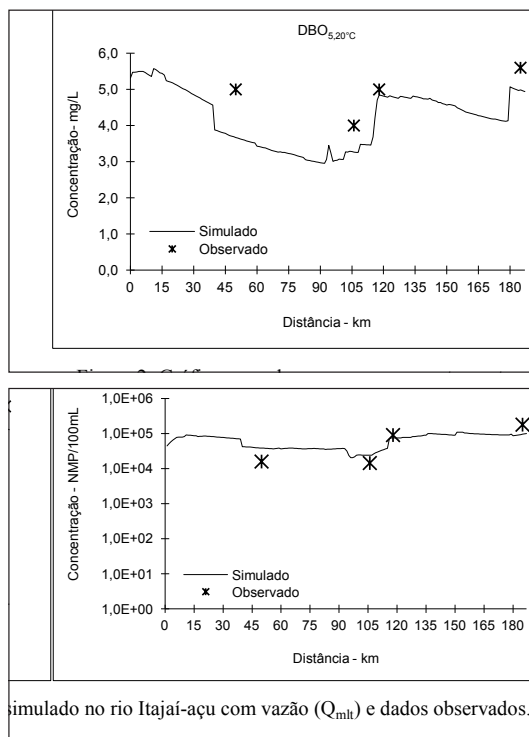 DBO5,20°C
6,0
5,0
4,0
3,0
2,0
1,0
0,0
Concentração- mg/L
Simulado
Observado
0 15 30 45 60 75 90 105 120 135 150 165 180
Distância - km
1,0E+06
1,0E+05
1,0E+04
1,0E+03
1,0E+02
1,0E+01
1,0E+00
Concentração - NMP/100mL
Simulado
Observado
0 15 30 45 60 75 90 105 120 135 150 165 180
Distância - km
simulado no rio Itajaí-açu com vazão (Qmlt) e dados observados.